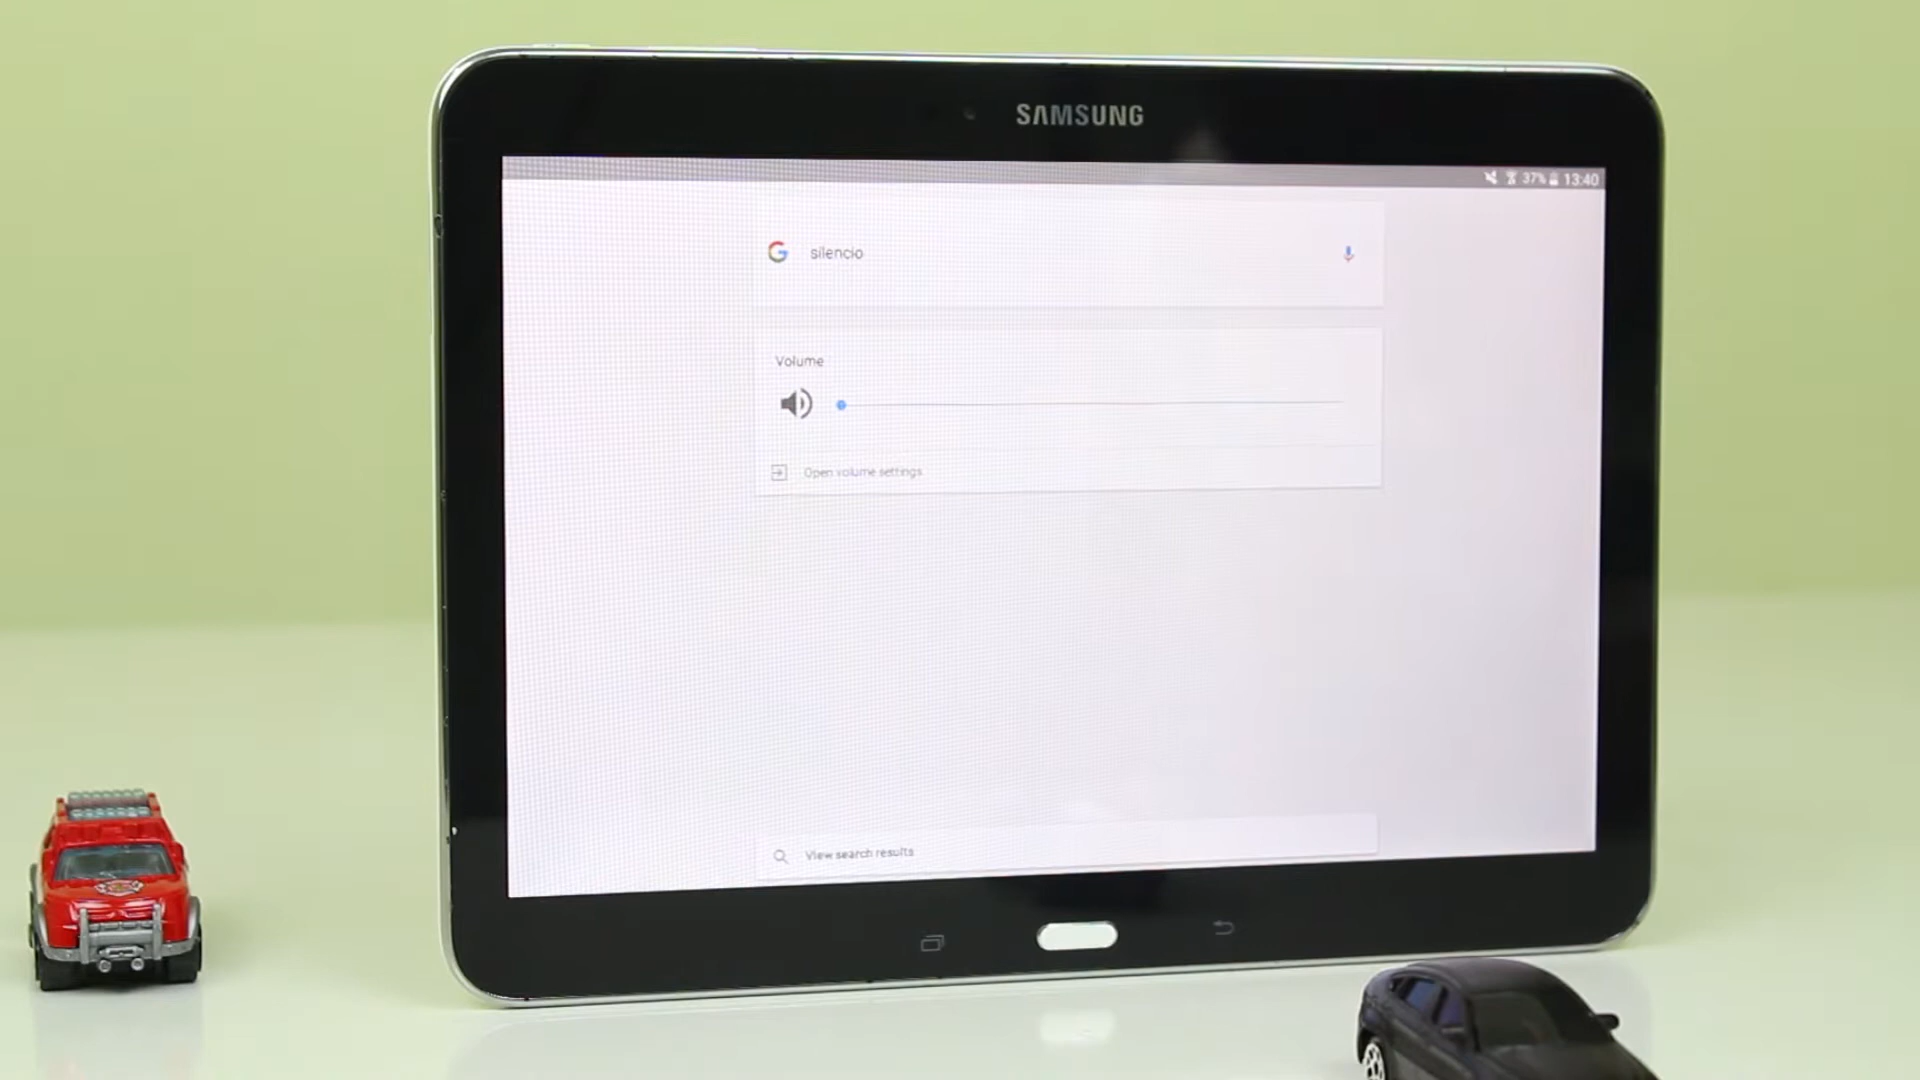 SAMSUNG
37% 13:40
silencio
Volume
Open volume settings
View search results